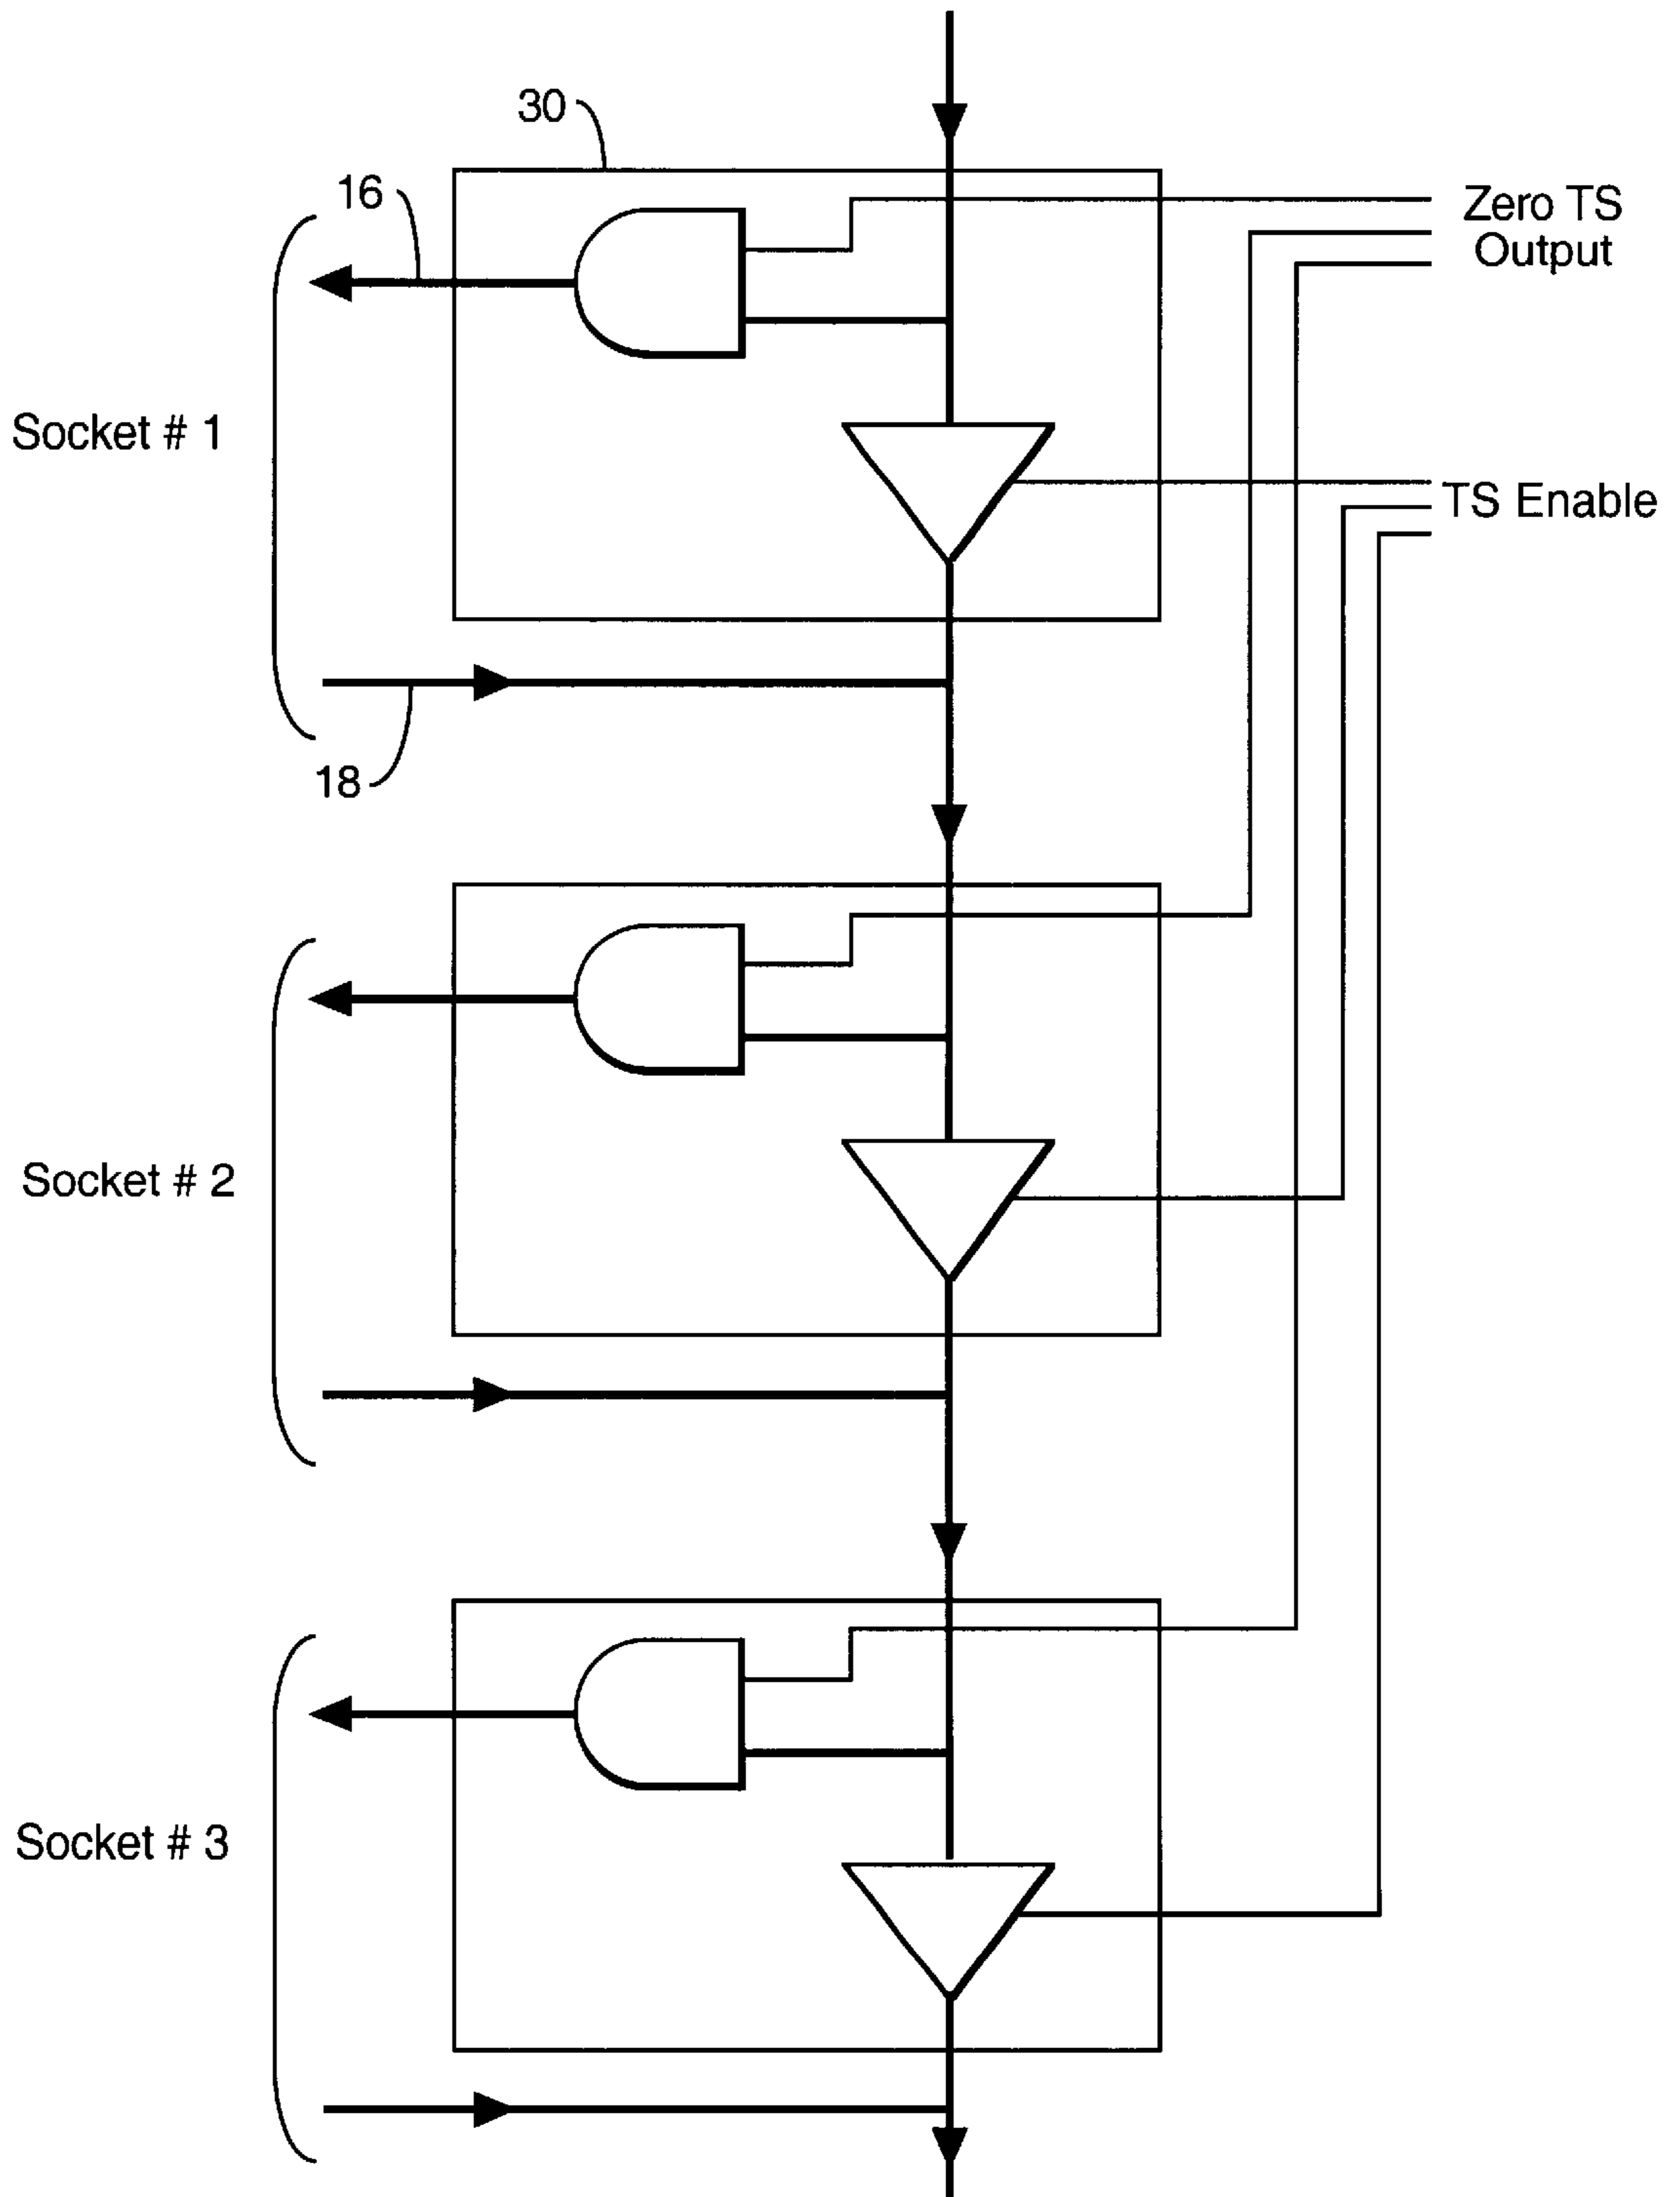 30
16
Zero TS
Output
Socket # 1
TS Enable
18
Socket # 2
Socket # 3